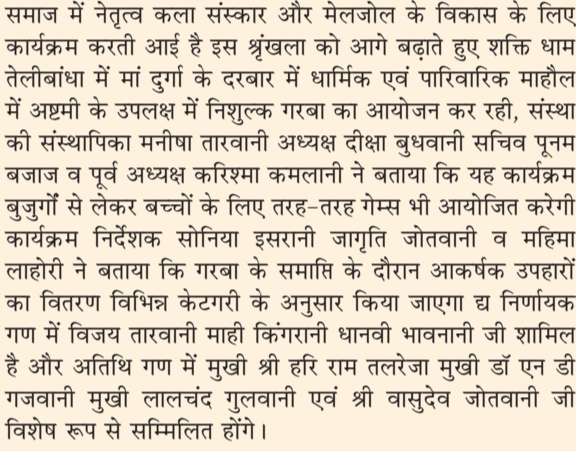 समाज में नेतृत्व कला संस्कार और मेलजोल के विकास के लिए
कार्यक्रम करती आई है इस श्रृंखला को आगे बढ़ाते हुए शक्ति धाम
तेलीबांधा में मां दुर्गा के दरबार में धार्मिक एवं पारिवारिक माहौल
में अष्टमी के उपलक्ष में निशुल्क गरबा का आयोजन कर रही, संस्था
की संस्थापिका मनीषा तारवानी अध्यक्ष दीक्षा बुधवानी सचिव पूनम
बजाज व पूर्व अध्यक्ष करिश्मा कमलानी ने बताया कि यह कार्यक्रम
बुजुर्गों से लेकर बच्चों के लिए तरह-तरह गेम्स भी आयोजित करेगी
कार्यक्रम निर्देशक सोनिया इसरानी जागृति जोतवानी व महिमा
लाहोरी ने बताया कि गरबा के समाप्ति के दौरान आकर्षक उपहारों
का वितरण विभिन्न केटगरी के अनुसार किया जाएगा द्य निर्णायक
गण में विजय तारवानी माही किंगरानी धानवी भावनानी जी शामिल
है और अतिथि गण में मुखी श्री हरि राम तलरेजा मुखी डॉ एन डी
गजवानी मुखी लालचंद गुलवानी एवं श्री वासुदेव जोतवानी जी
विशेष रूप से सम्मिलित होंगे।